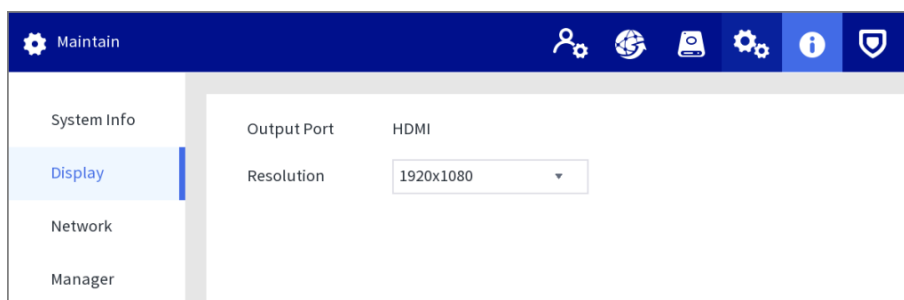 Maintain
System Info
Display
Network
Manager
Output Port HDMI
Resolution 1920x1080